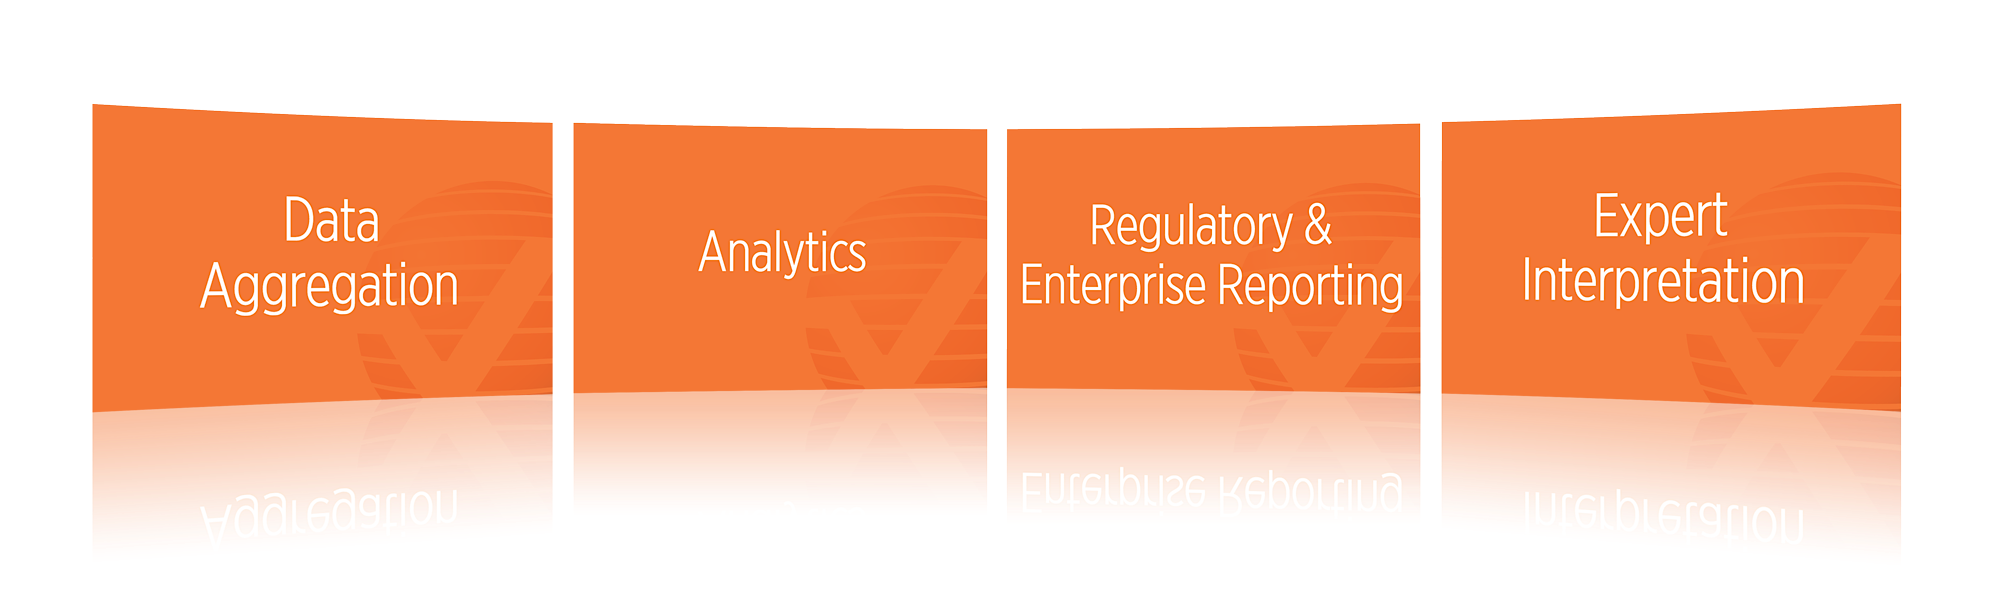 Data
Aggregation
Analytics
Regulatory &
Enterprise Reporting
Expert
Interpretation